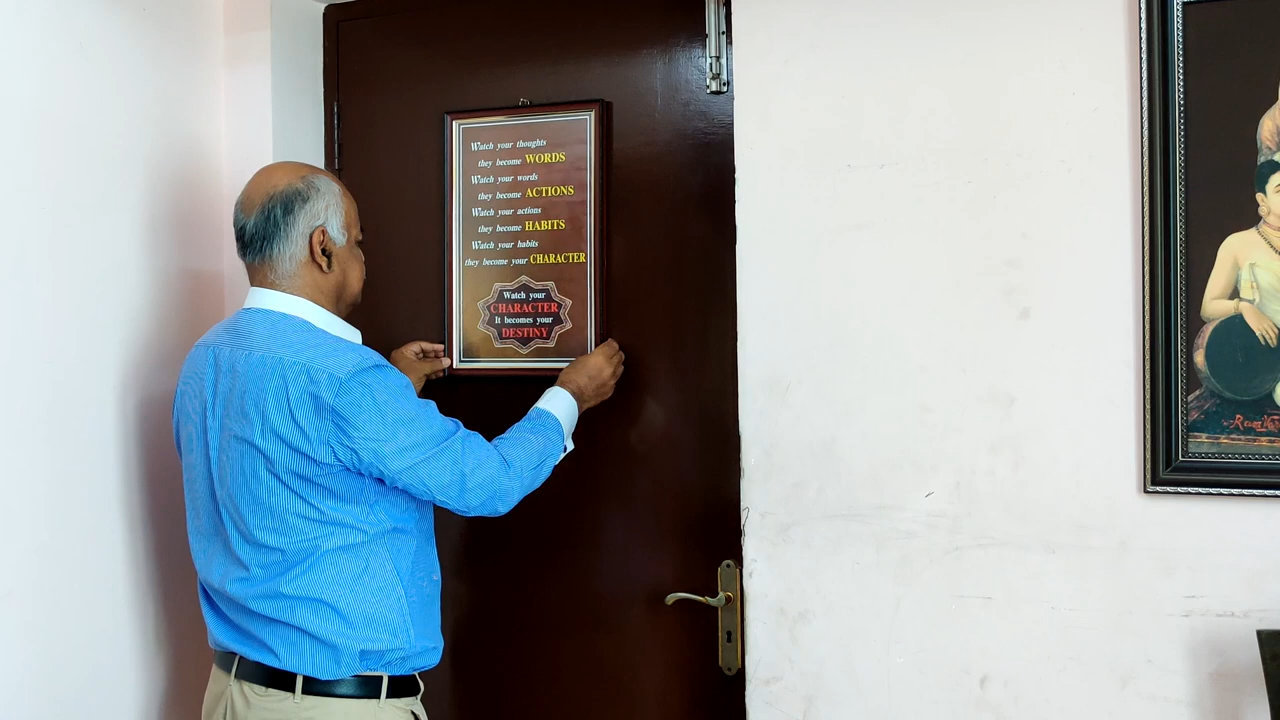 Watch your thoughts
they become WORDS
Watch your words
they become ACTIONS
Watch your actions
they become HABITS
Watch your habits
they become your CHARACTER
Watch your
CHARACTER
It becomes your
DESTINY